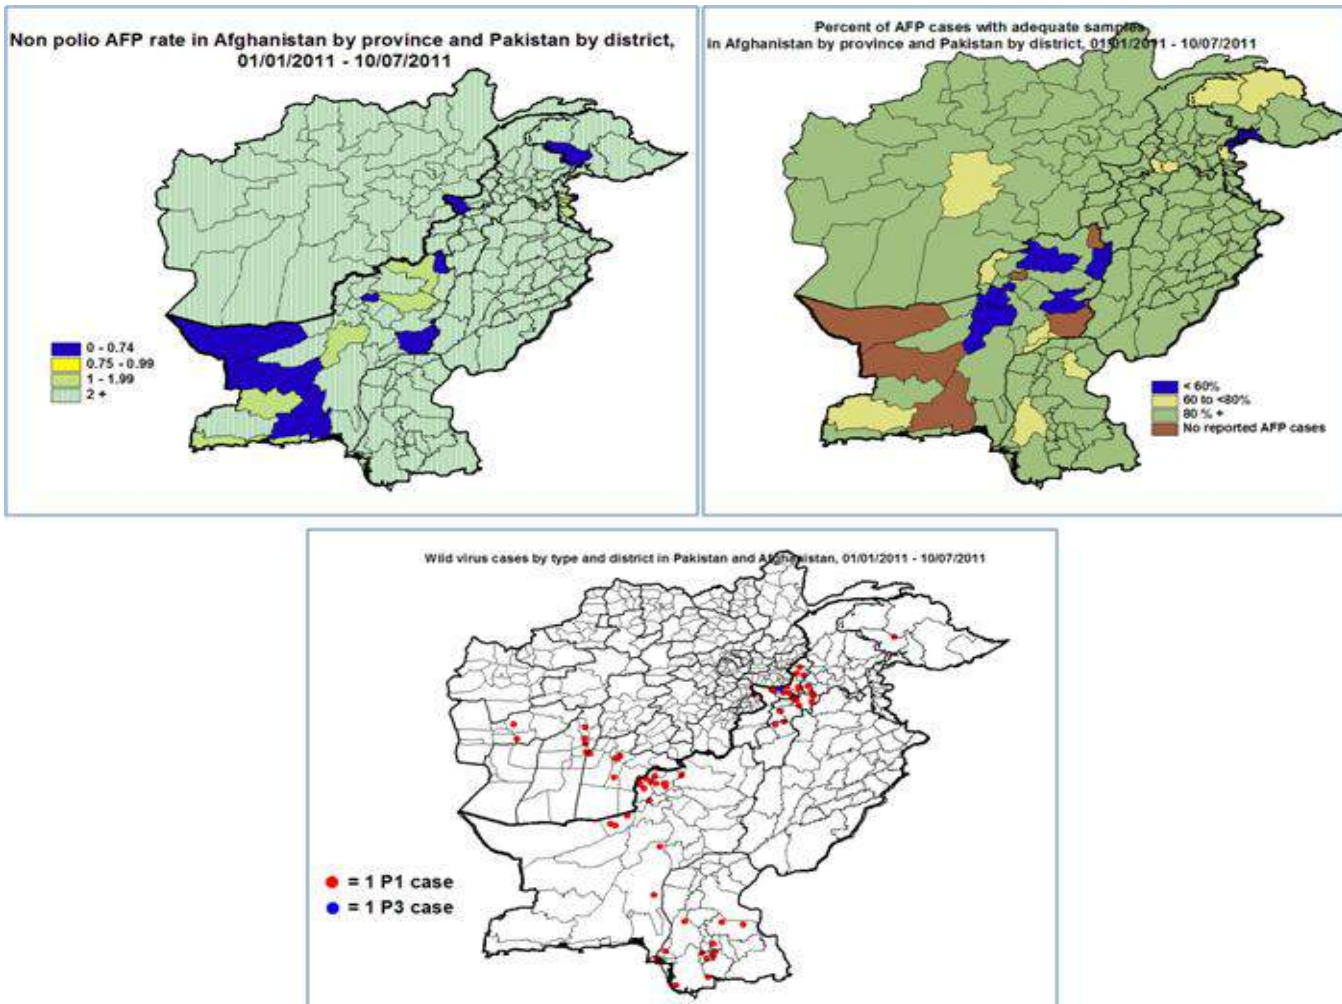 Non polio AFP rate in Afghanistan by province and Pakistan by district,
01/01/2011 - 10/07/2011
0 - 0.74
0.75 - 0.99
1 - 1.99
2 +
Percent of AFP cases with adequate samples
in Afghanistan by province and Pakistan by district, 01/01/2011 - 10/07/2011
< 60%
60 to <80%
80 % +
No reported AFP cases
Wild virus cases by type and district in Pakistan and Afghanistan, 01/01/2011 - 10/07/2011
= 1 P1 case
= 1 P3 case